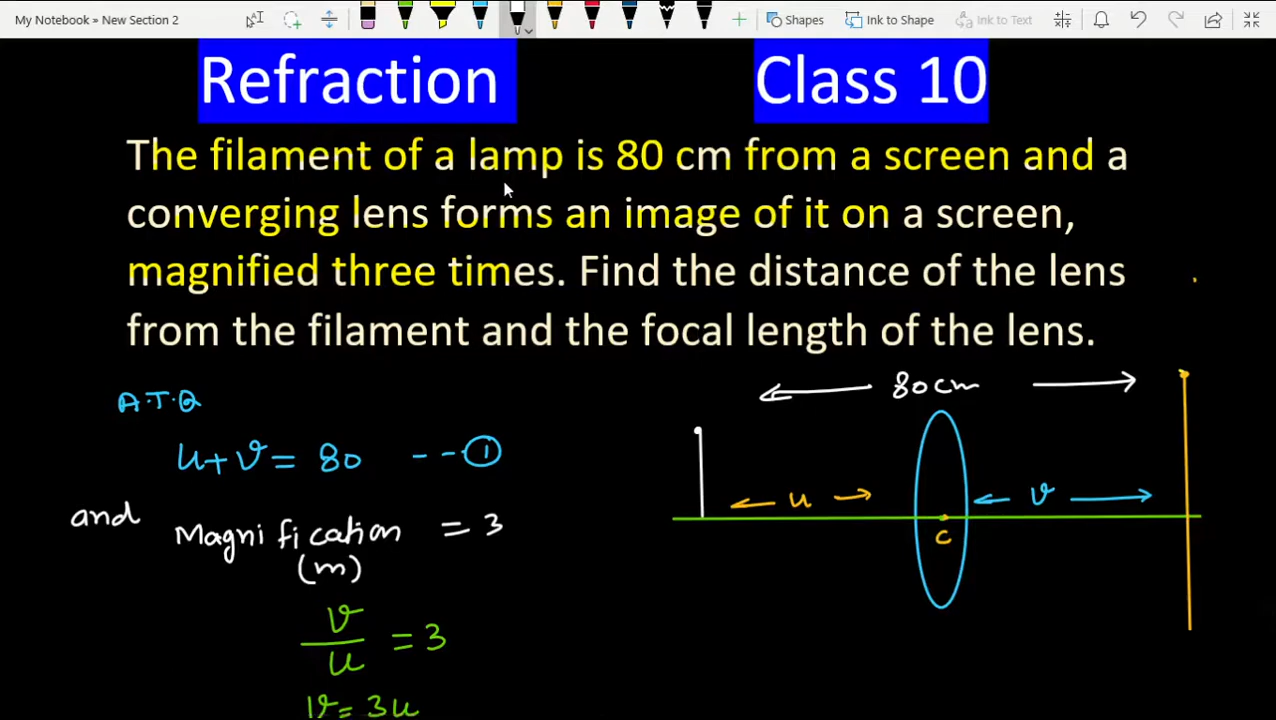 My Notebook » New Section 2
Shapes
Ink to Shape
Ink to Text
Refraction
Class 10
The filament of a lamp is 80 cm from a screen and a
converging lens forms an image of it on a screen,
magnified three times. Find the distance of the lens
from the filament and the focal length of the lens.
A.T.Q
u+v= 80 --- ①
and Magnification = 3
(m)
v
u
= 3
v= 3u
80cm
u
v
c